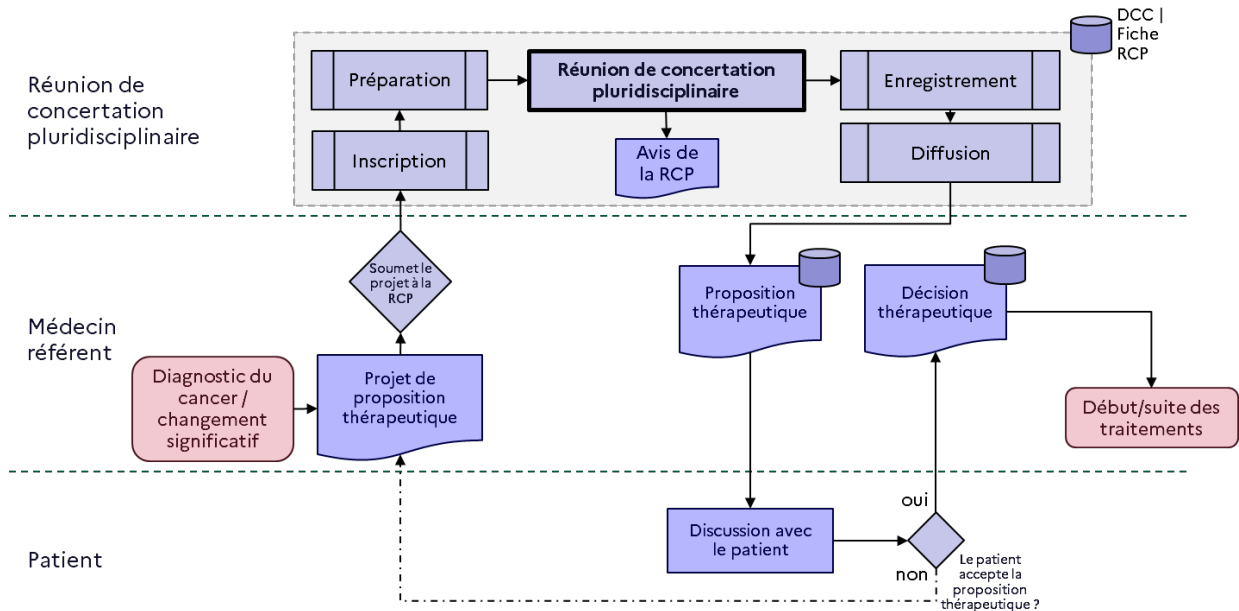 DCC |
Fiche
RCP
Réunion de
concertation
pluridisciplinaire
Préparation
Réunion de concertation
pluridisciplinaire
Enregistrement
Inscription
Avis de
la RCP
Diffusion
Médecin
référent
Soumet le
projet à la
RCP
Proposition
thérapeutique
Décision
thérapeutique
Diagnostic du
cancer /
changement
significatif
Projet de
proposition
thérapeutique
Début/suite des
traitements
Patient
Discussion avec
le patient
oui
non
Le patient
accepte la
proposition
thérapeutique ?